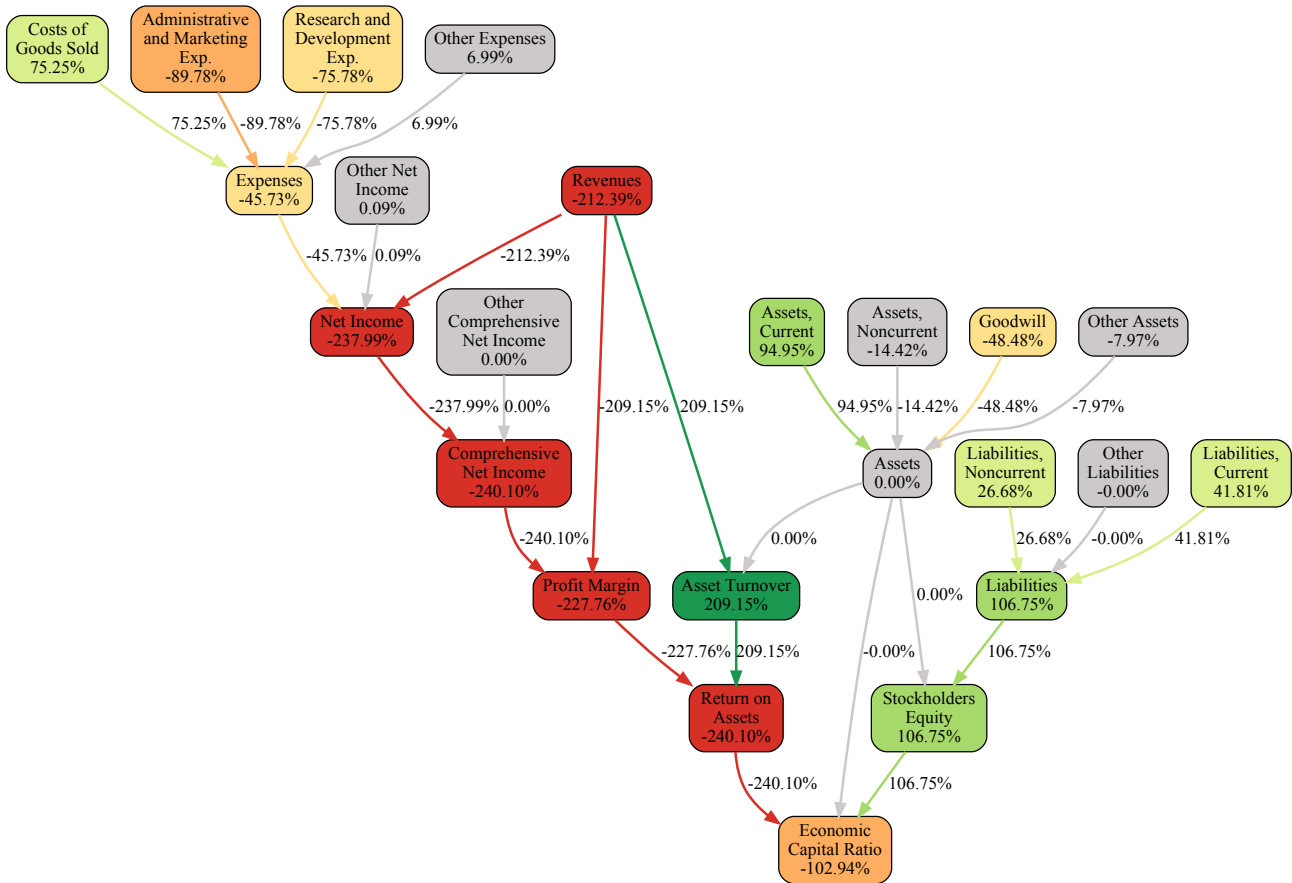 Costs of
Goods Sold
75.25%
Administrative
and Marketing
Exp.
-89.78%
Research and
Development
Exp.
-75.78%
Other Expenses
6.99%
75.25%
-89.78%
-75.78%
6.99%
Expenses
-45.73%
Other Net
Income
0.09%
Revenues
-212.39%
-45.73%
0.09%
-212.39%
Net Income
-237.99%
Other
Comprehensive
Net Income
0.00%
Assets,
Current
94.95%
Assets,
Noncurrent
-14.42%
Goodwill
-48.48%
Other Assets
-7.97%
-237.99%
0.00%
-209.15%
209.15%
94.95%
-14.42%
-48.48%
-7.97%
Comprehensive
Net Income
-240.10%
Assets
0.00%
Liabilities,
Noncurrent
26.68%
Other
Liabilities
-0.00%
Liabilities,
Current
41.81%
-240.10%
0.00%
26.68%
-0.00%
41.81%
Profit Margin
-227.76%
Asset Turnover
209.15%
0.00%
Liabilities
106.75%
-227.76%
209.15%
-0.00%
106.75%
Return on
Assets
-240.10%
Stockholders
Equity
106.75%
-240.10%
106.75%
Economic
Capital Ratio
-102.94%